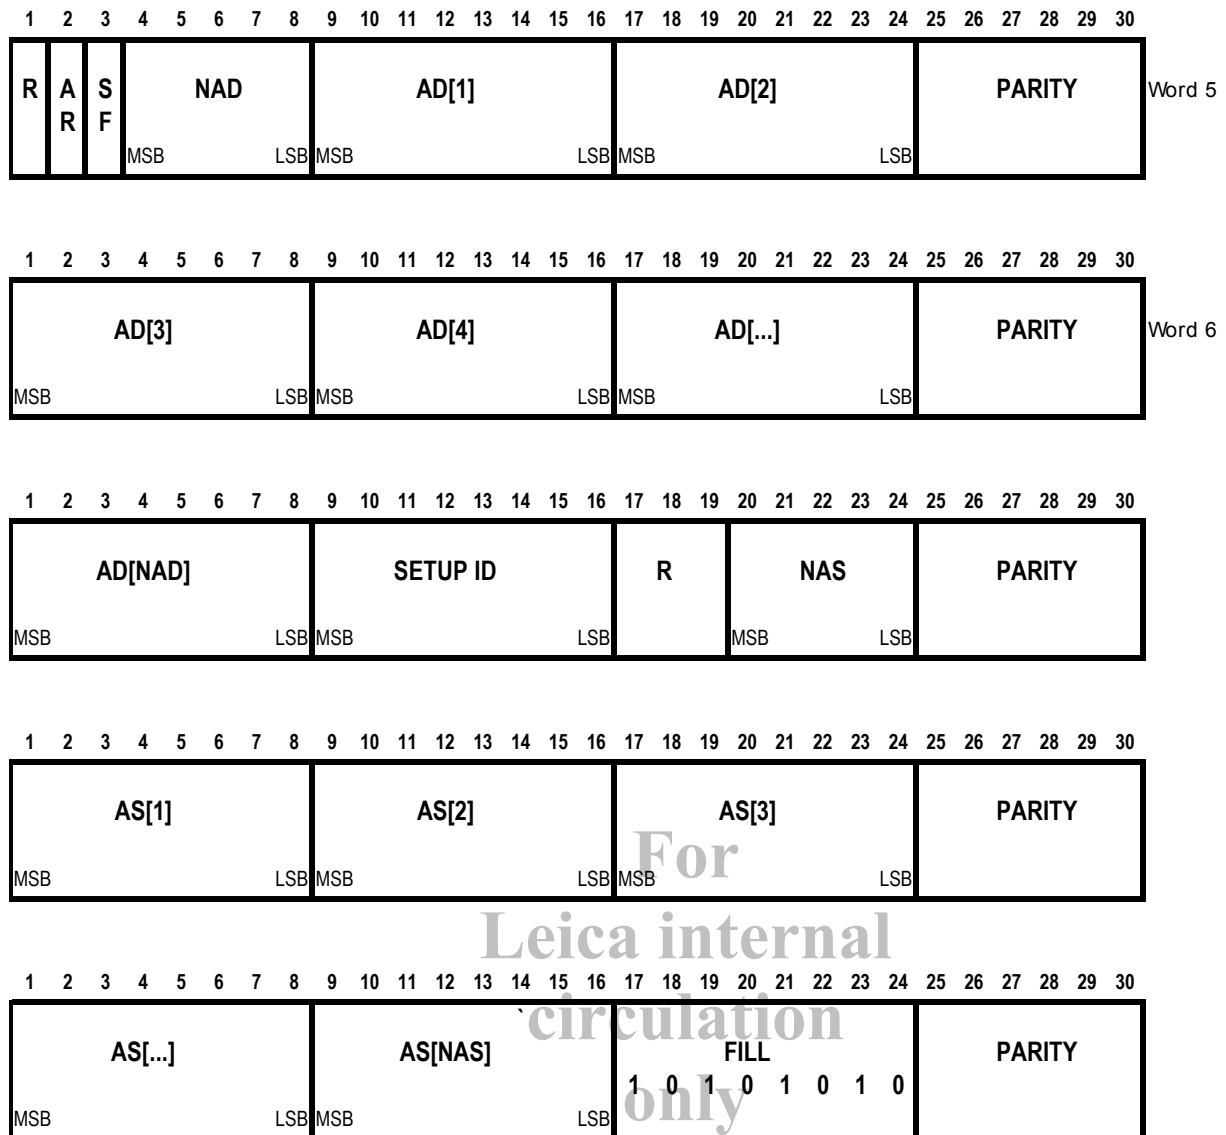 1 2 3 4 5 6 7 8 9 10 11 12 13 14 15 16 17 18 19 20 21 22 23 24 25 26 27 28 29 30
R A S NAD AD[1] AD[2] PARITY Word 5
R F
MSB LSB MSB LSB MSB LSB
1 2 3 4 5 6 7 8 9 10 11 12 13 14 15 16 17 18 19 20 21 22 23 24 25 26 27 28 29 30
AD[3] AD[4] AD[...] PARITY Word 6
MSB LSB MSB LSB MSB LSB
1 2 3 4 5 6 7 8 9 10 11 12 13 14 15 16 17 18 19 20 21 22 23 24 25 26 27 28 29 30
AD[NAD] SETUP ID R NAS PARITY
MSB LSB MSB LSB MSB LSB
1 2 3 4 5 6 7 8 9 10 11 12 13 14 15 16 17 18 19 20 21 22 23 24 25 26 27 28 29 30
AS[1] AS[2] AS[3] PARITY
For
MSB LSB MSB LSB MSB LSB
Leica internal
1 2 3 4 5 6 7 8 9 10 11 12 13 14 15 16 17 18 19 20 21 22 23 24 25 26 27 28 29 30
`circulation
AS[...] AS[NAS] FILL PARITY
1 0 1 0 1 0 1 0
only
MSB LSB MSB LSB